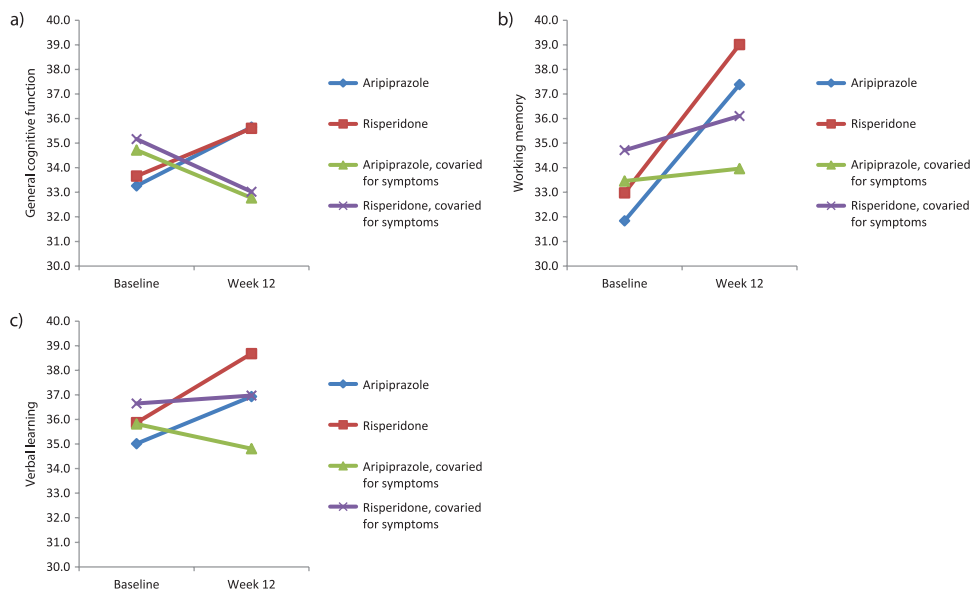 a)
General cognitive function
40.0
39.0
38.0
37.0
36.0
35.0
34.0
33.0
32.0
31.0
30.0
Baseline
Week 12
Aripiprazole
Risperidone
Aripiprazole, covaried
for symptoms
Risperidone, covaried
for symptoms
b)
Working memory
40.0
39.0
38.0
37.0
36.0
35.0
34.0
33.0
32.0
31.0
30.0
Baseline
Week 12
Aripiprazole
Risperidone
Aripiprazole, covaried
for symptoms
Risperidone, covaried
for symptoms
c)
Verbal learning
40.0
39.0
38.0
37.0
36.0
35.0
34.0
33.0
32.0
31.0
30.0
Baseline
Week 12
Aripiprazole
Risperidone
Aripiprazole, covaried
for symptoms
Risperidone, covaried
for symptoms